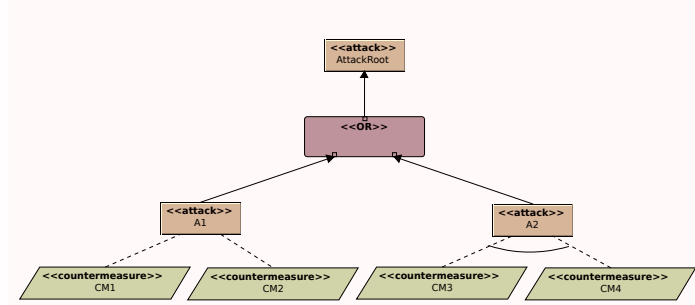 <<attack>>
AttackRoot
<<OR>>
<<attack>>
A1
<<attack>>
A2
<<countermeasure>>
CM1
<<countermeasure>>
CM2
<<countermeasure>>
CM3
<<countermeasure>>
CM4